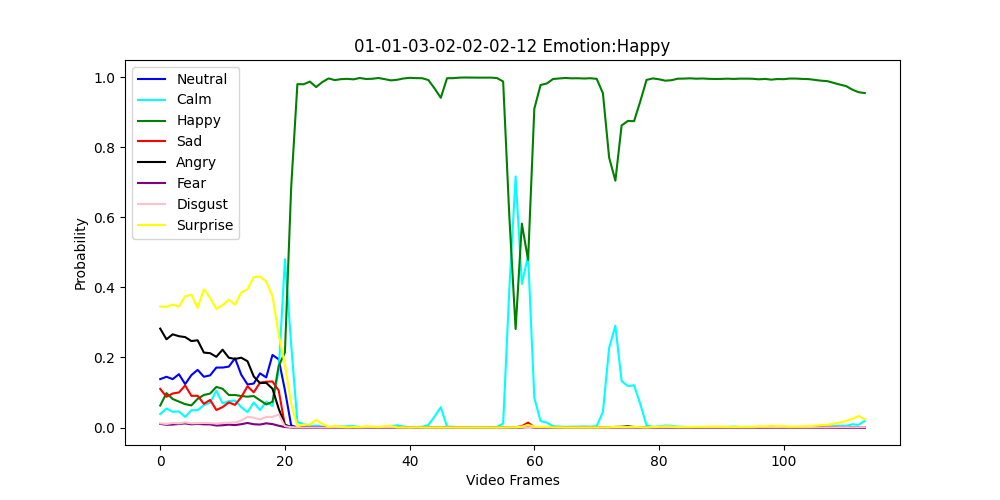 01-01-03-02-02-02-12 Emotion:Happy
Probability
1.0
0.8
0.6
0.4
0.2
0.0
Neutral
Calm
Happy
Sad
Angry
Fear
Disgust
Surprise
0 20 40 60 80 100
Video Frames